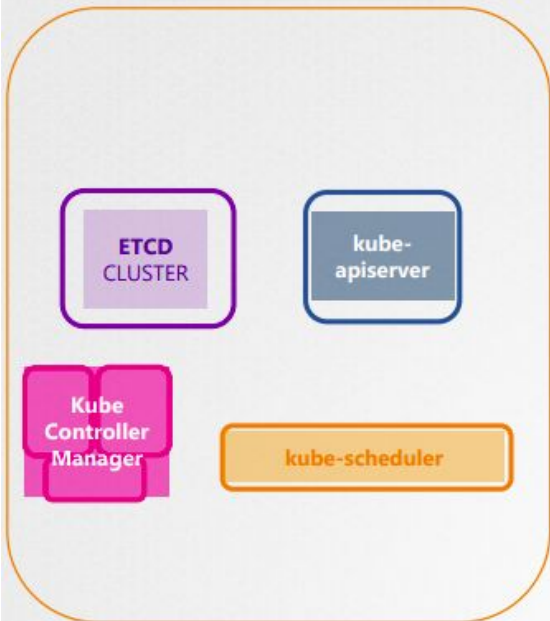 ETCD
CLUSTER
kube-
apiserver
Kube
Controller
Manager
kube-scheduler